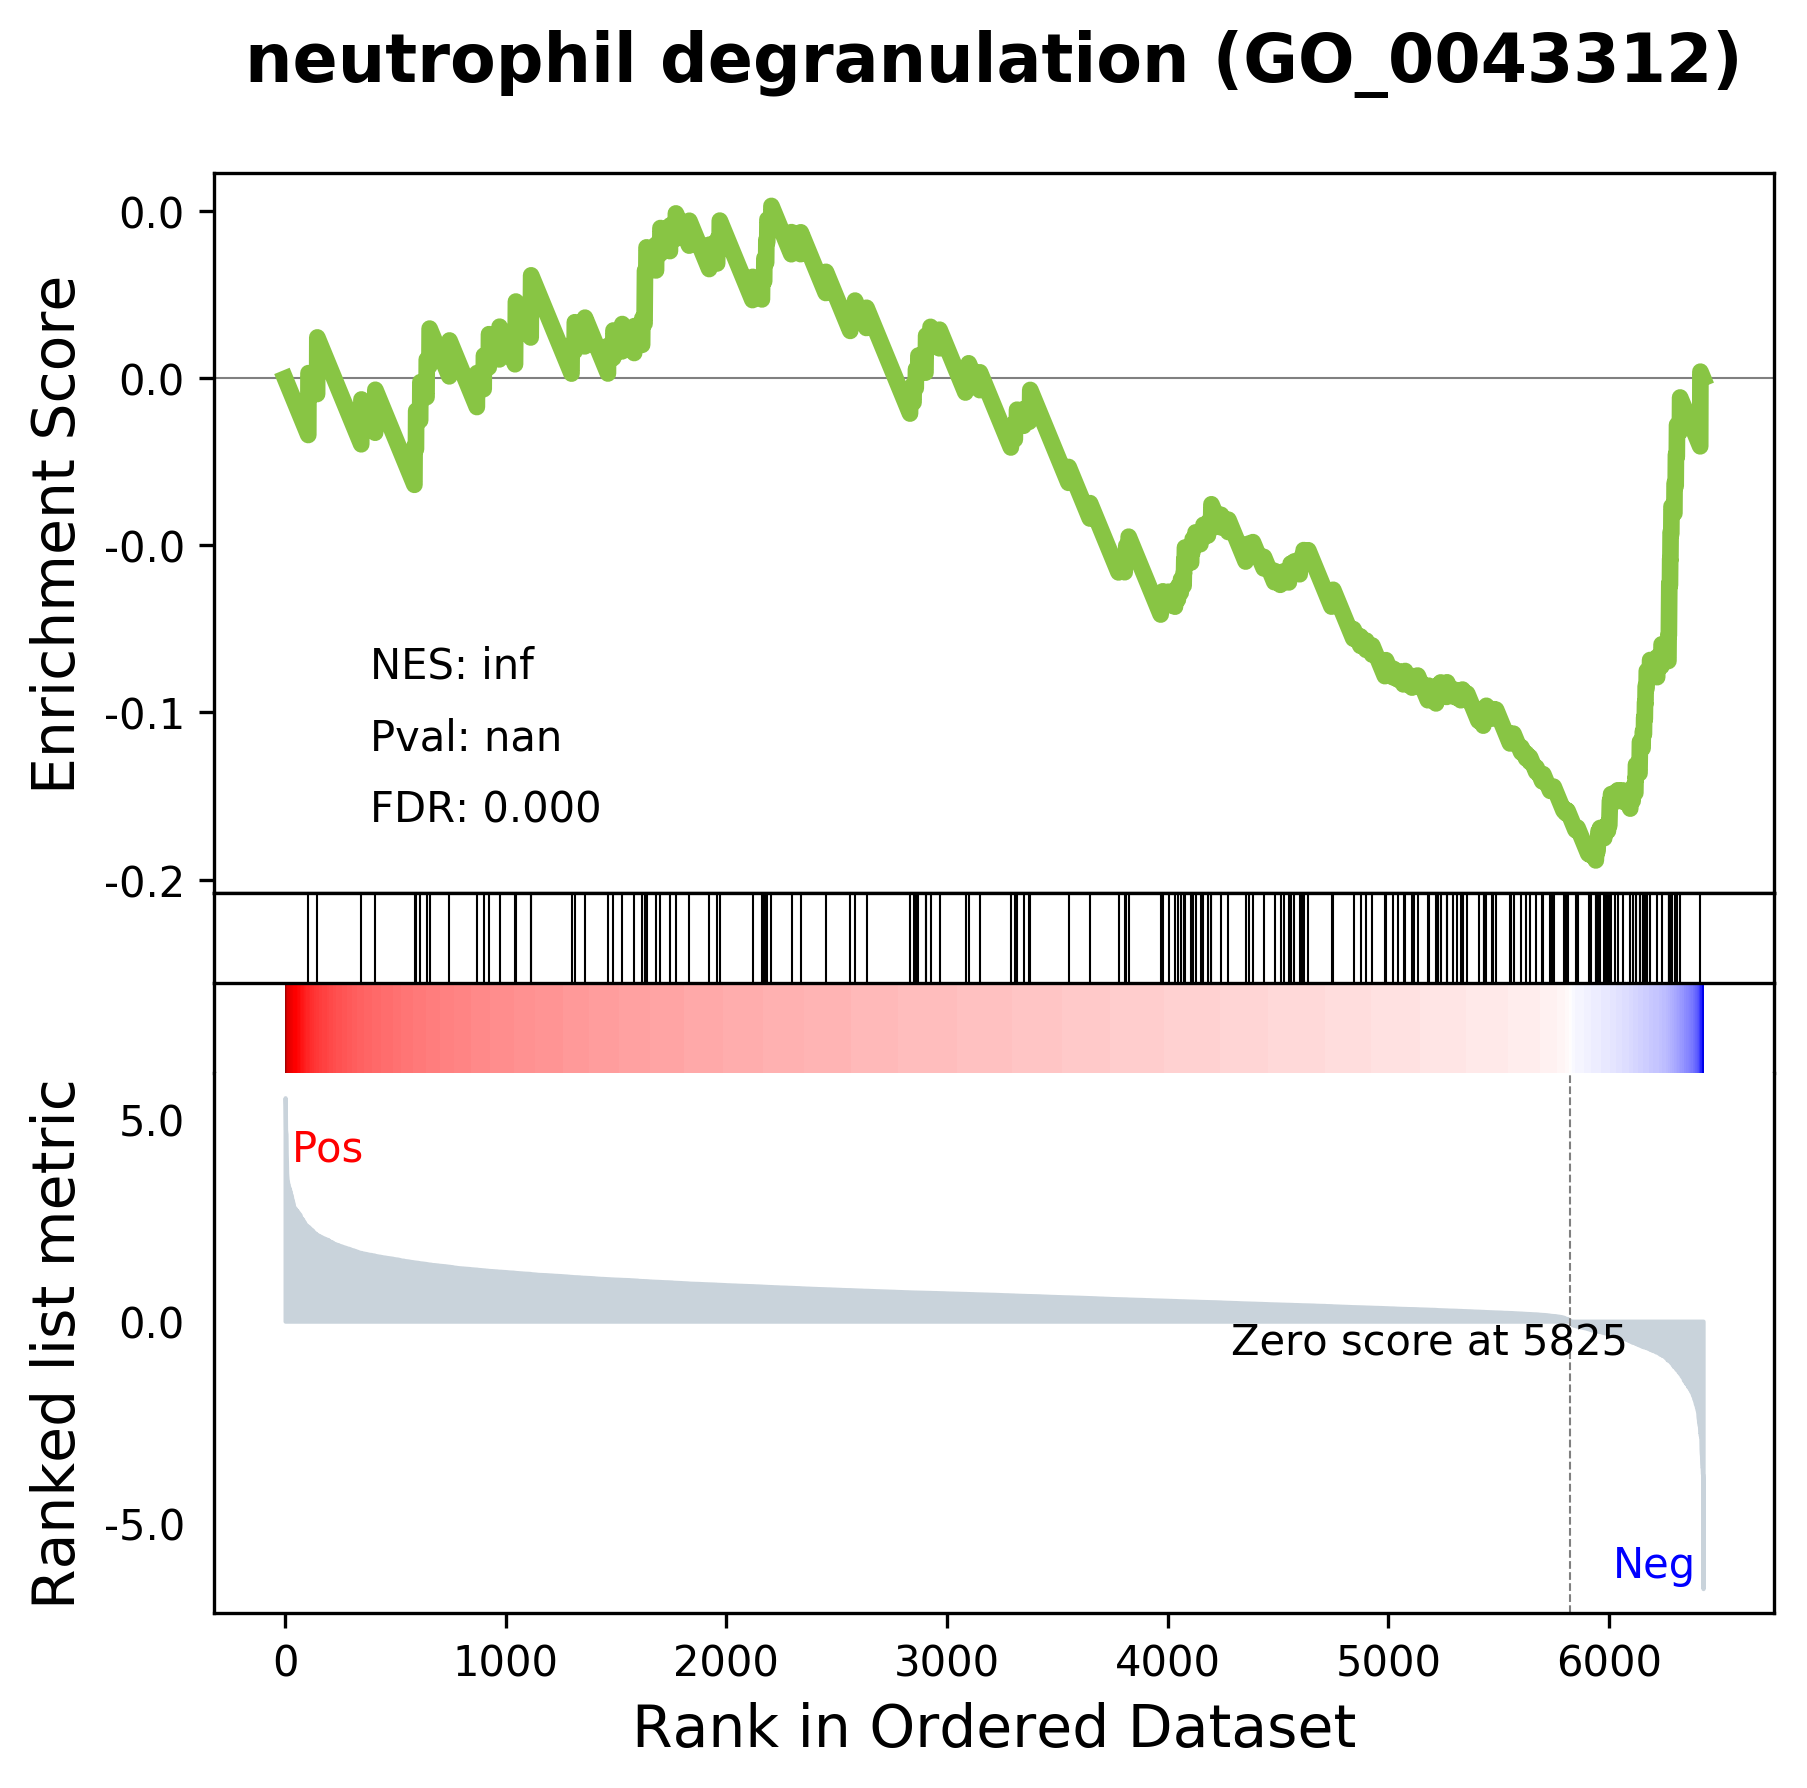 neutrophil degranulation (GO_0043312)
Enrichment Score
0.0
0.0
-0.0
-0.1
-0.2
NES: inf
Pval: nan
FDR: 0.000
Ranked list metric
5.0
0.0
-5.0
Pos
Zero score at 5825
Neg
0 1000 2000 3000 4000 5000 6000
Rank in Ordered Dataset